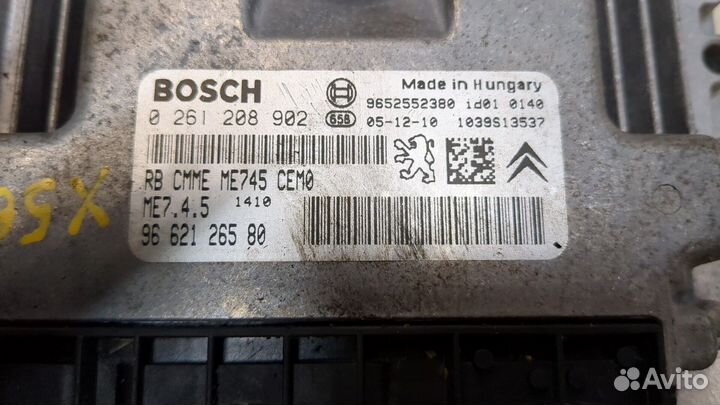 BOSCH
Made in Hungary
9652552380 id01 0140
0 261 208 902 658 05-12-10 1039S13537
RB CMME ME745 CEM0
ME7.4.5 1410
96 621 265 80
Avito